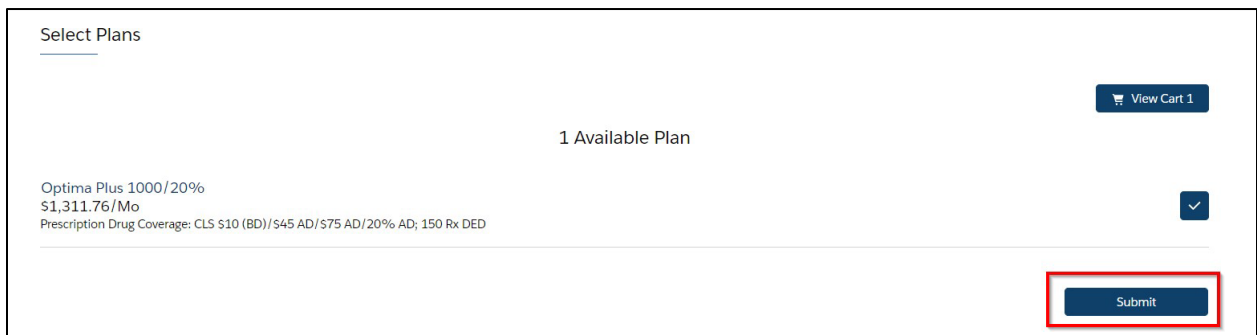 Select Plans
View Cart 1
1 Available Plan
Optima Plus 1000/20%
$1,311.76/Mo
Prescription Drug Coverage: CLS $10 (BD)/$45 AD/$75 AD/20% AD; 150 Rx DED
Submit